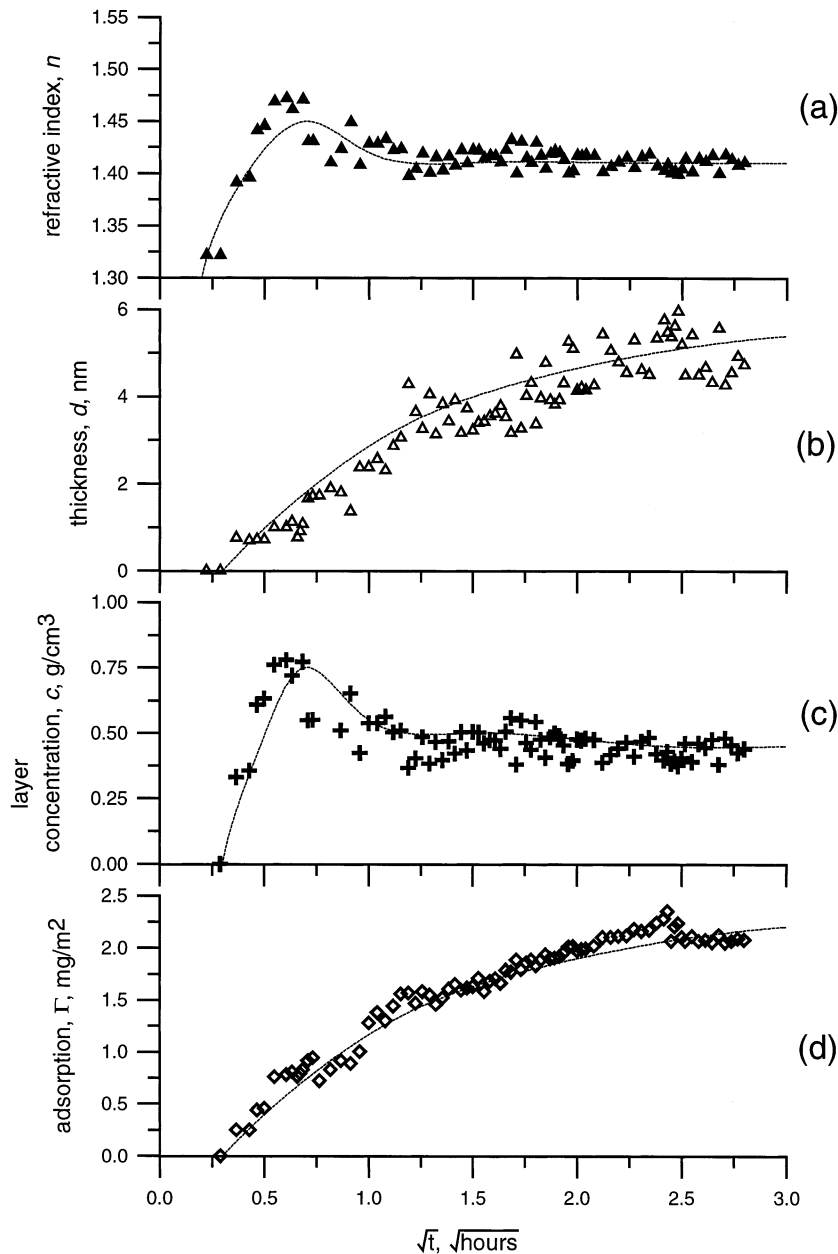 1.55
1.50
1.45
1.40
1.35
1.30
refractive index, n
(a)
6
4
2
0
thickness, d, nm
(b)
1.00
0.75
0.50
0.25
0.00
layer
concentration, c, g/cm3
(c)
2.5
2.0
1.5
1.0
0.5
0.0
adsorption, Γ, mg/m2
(d)
0.0 0.5 1.0 1.5 2.0 2.5 3.0
√t, √hours